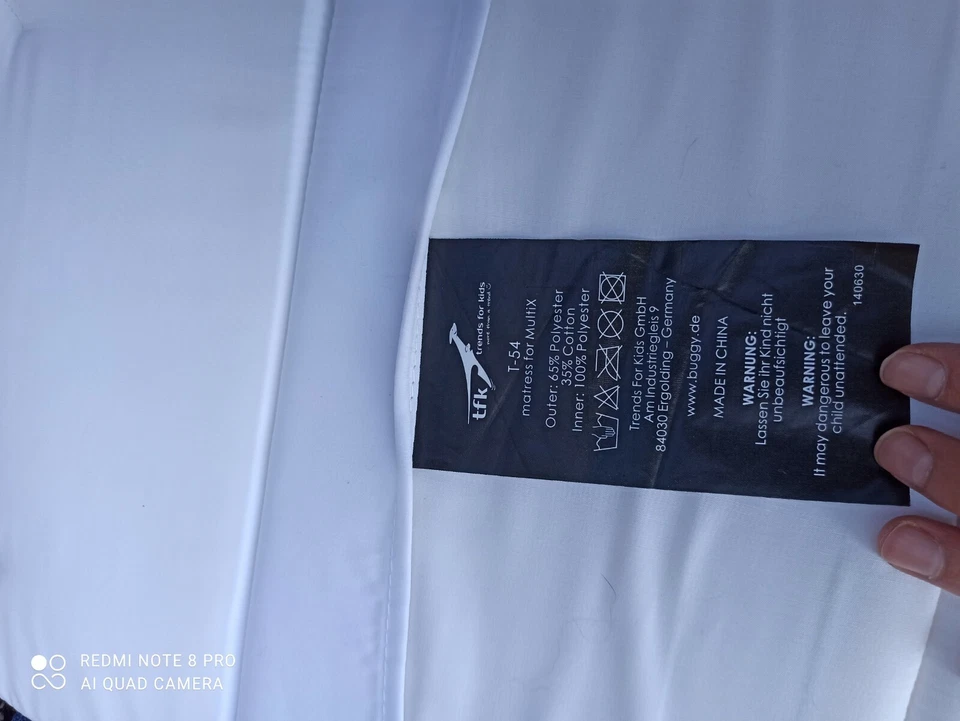 tfk
trends for kids
T-54
matress for MultiX
Outer: 65% Polyester
35% Cotton
Inner: 100% Polyester
Trends For Kids GmbH
Am Industriegleis 9
84030 Ergolding – Germany
www.buggy.de
MADE IN CHINA
WARNUNG:
Lassen Sie ihr Kind nicht
unbeaufsichtigt
WARNING:
It may dangerous to leave your
child unattended.
140630
REDMI NOTE 8 PRO
AI QUAD CAMERA